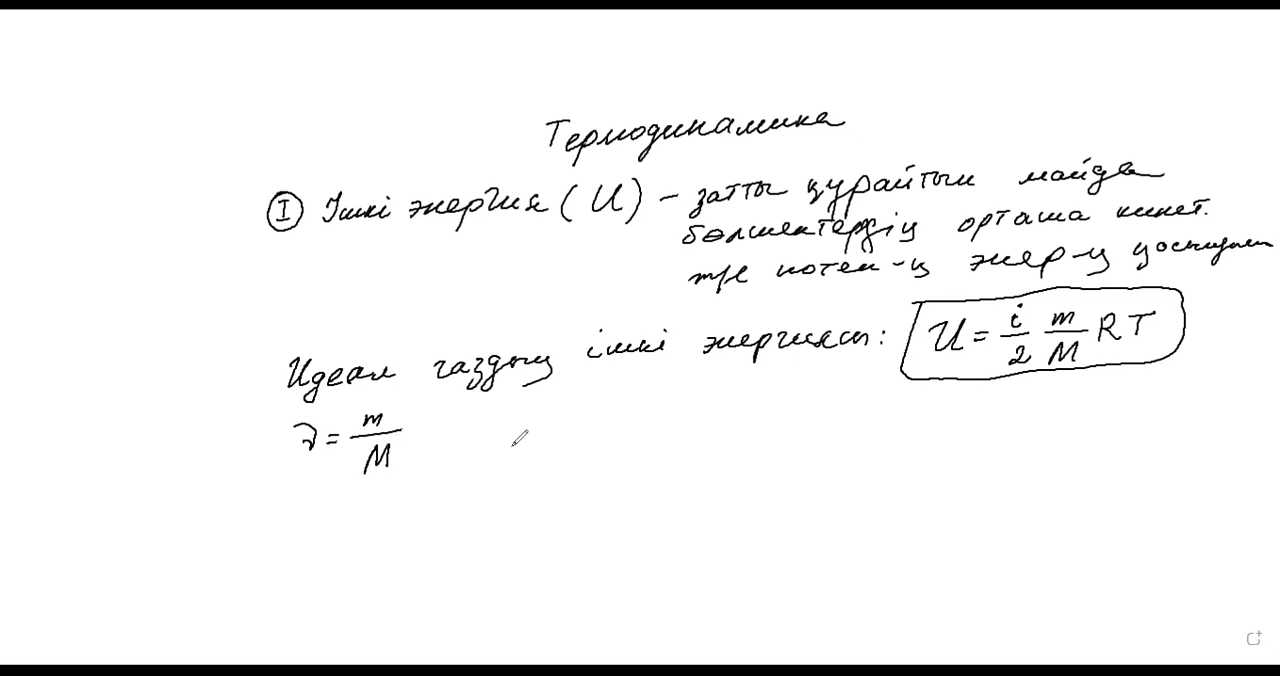 Термодинамика
I Ішкі энергия (U) – затты құрайтын майда
бөлшектердің орташа кинет.
және потен-қ энер-ң қосындысы
Идеал газдың ішкі энергиясы: U = i/2 m/M RT
ν = m/M